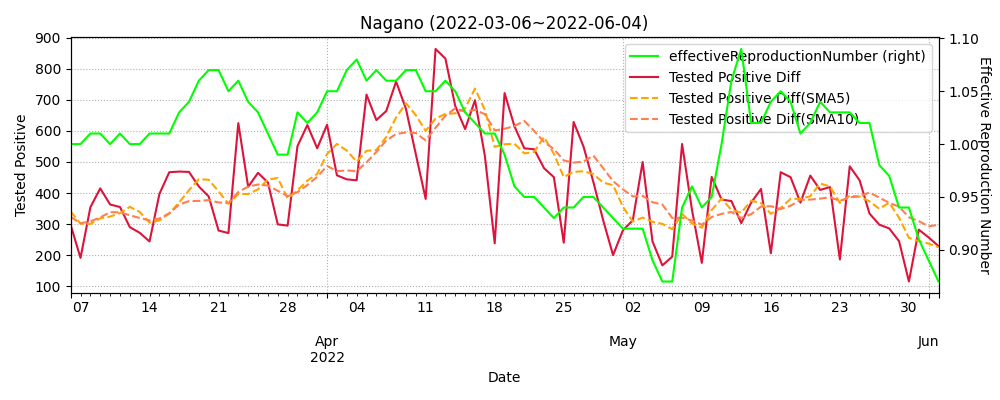 Nagano (2022-03-06~2022-06-04)
effectiveReproductionNumber (right)
Tested Positive Diff
Tested Positive Diff(SMA5)
Tested Positive Diff(SMA10)
Tested Positive
900
800
700
600
500
400
300
200
100
1.10
1.05
1.00
0.95
0.90
Effective Reproduction Number
07 14 21 28 04 11 18 25 02 09 16 23 30
Apr May Jun
2022
Date